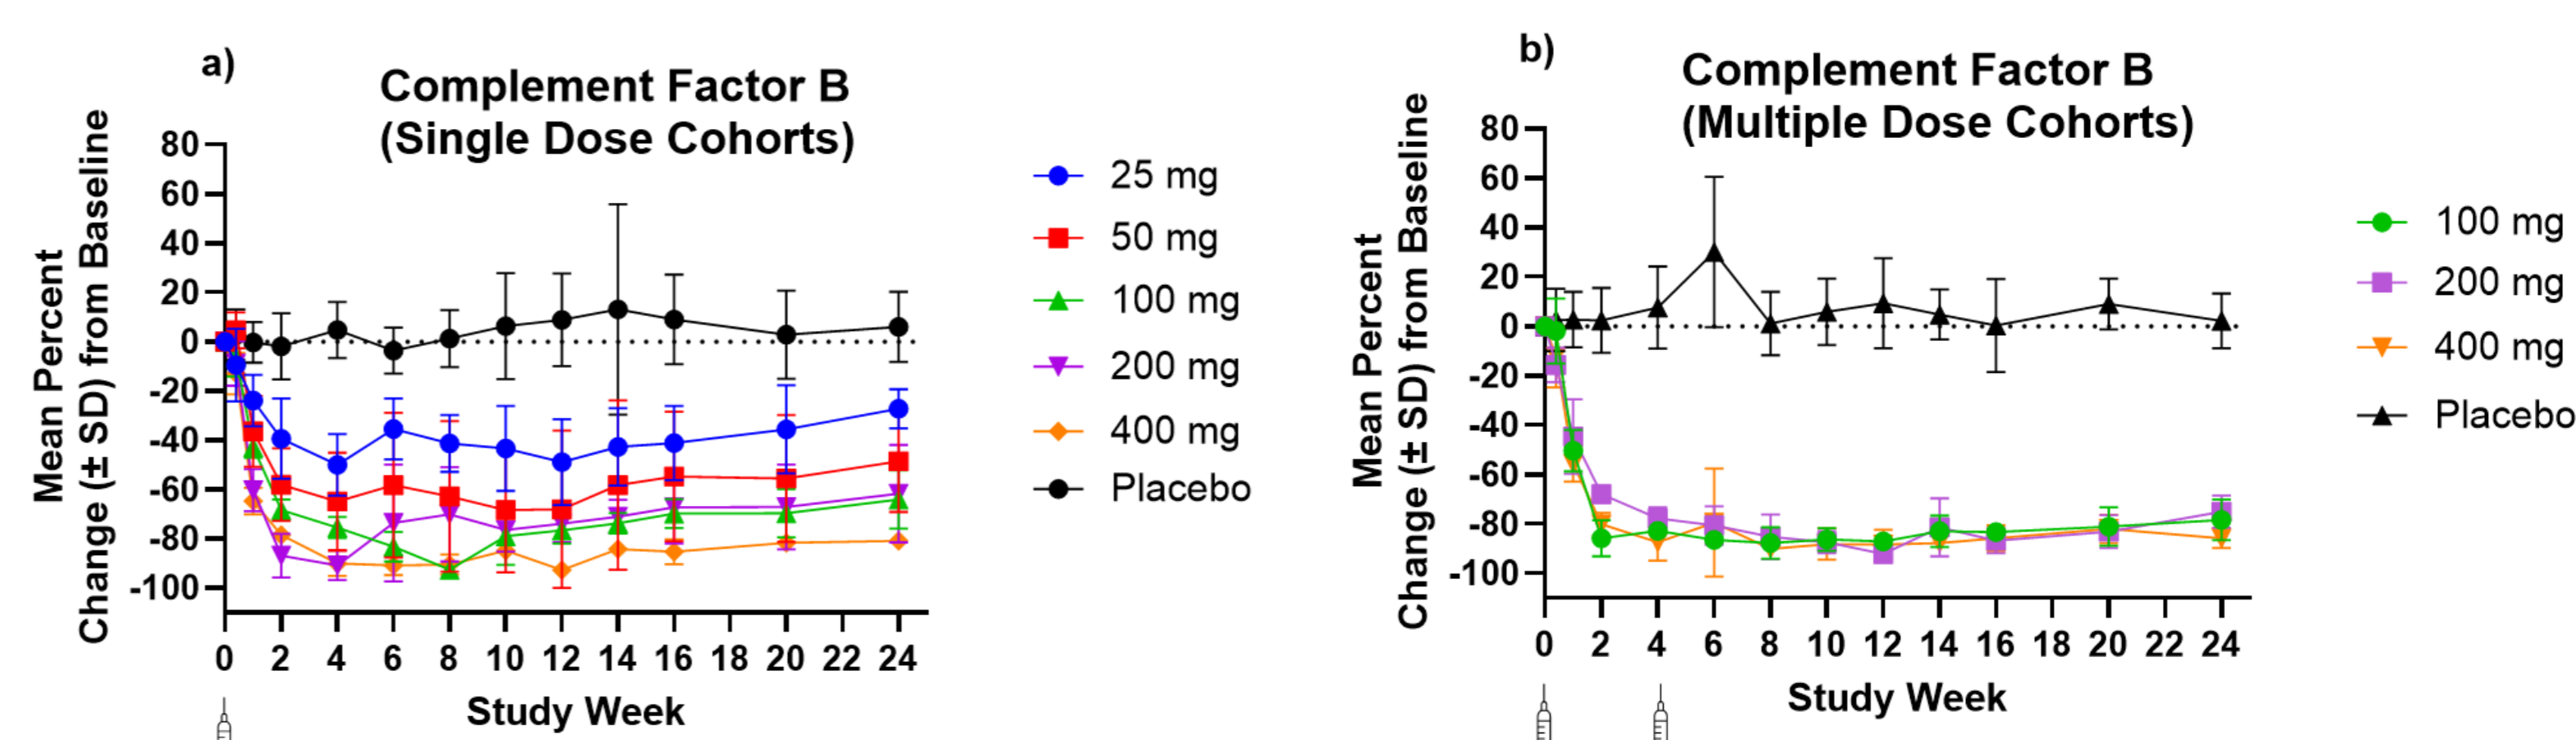 a)
Complement Factor B
(Single Dose Cohorts)
Mean Percent
Change (± SD) from Baseline
80
60
40
20
0
-20
-40
-60
-80
-100
0 2 4 6 8 10 12 14 16 18 20 22 24
Study Week
25 mg
50 mg
100 mg
200 mg
400 mg
Placebo
b)
Complement Factor B
(Multiple Dose Cohorts)
Mean Percent
Change (± SD) from Baseline
80
60
40
20
0
-20
-40
-60
-80
-100
0 2 4 6 8 10 12 14 16 18 20 22 24
Study Week
100 mg
200 mg
400 mg
Placebo